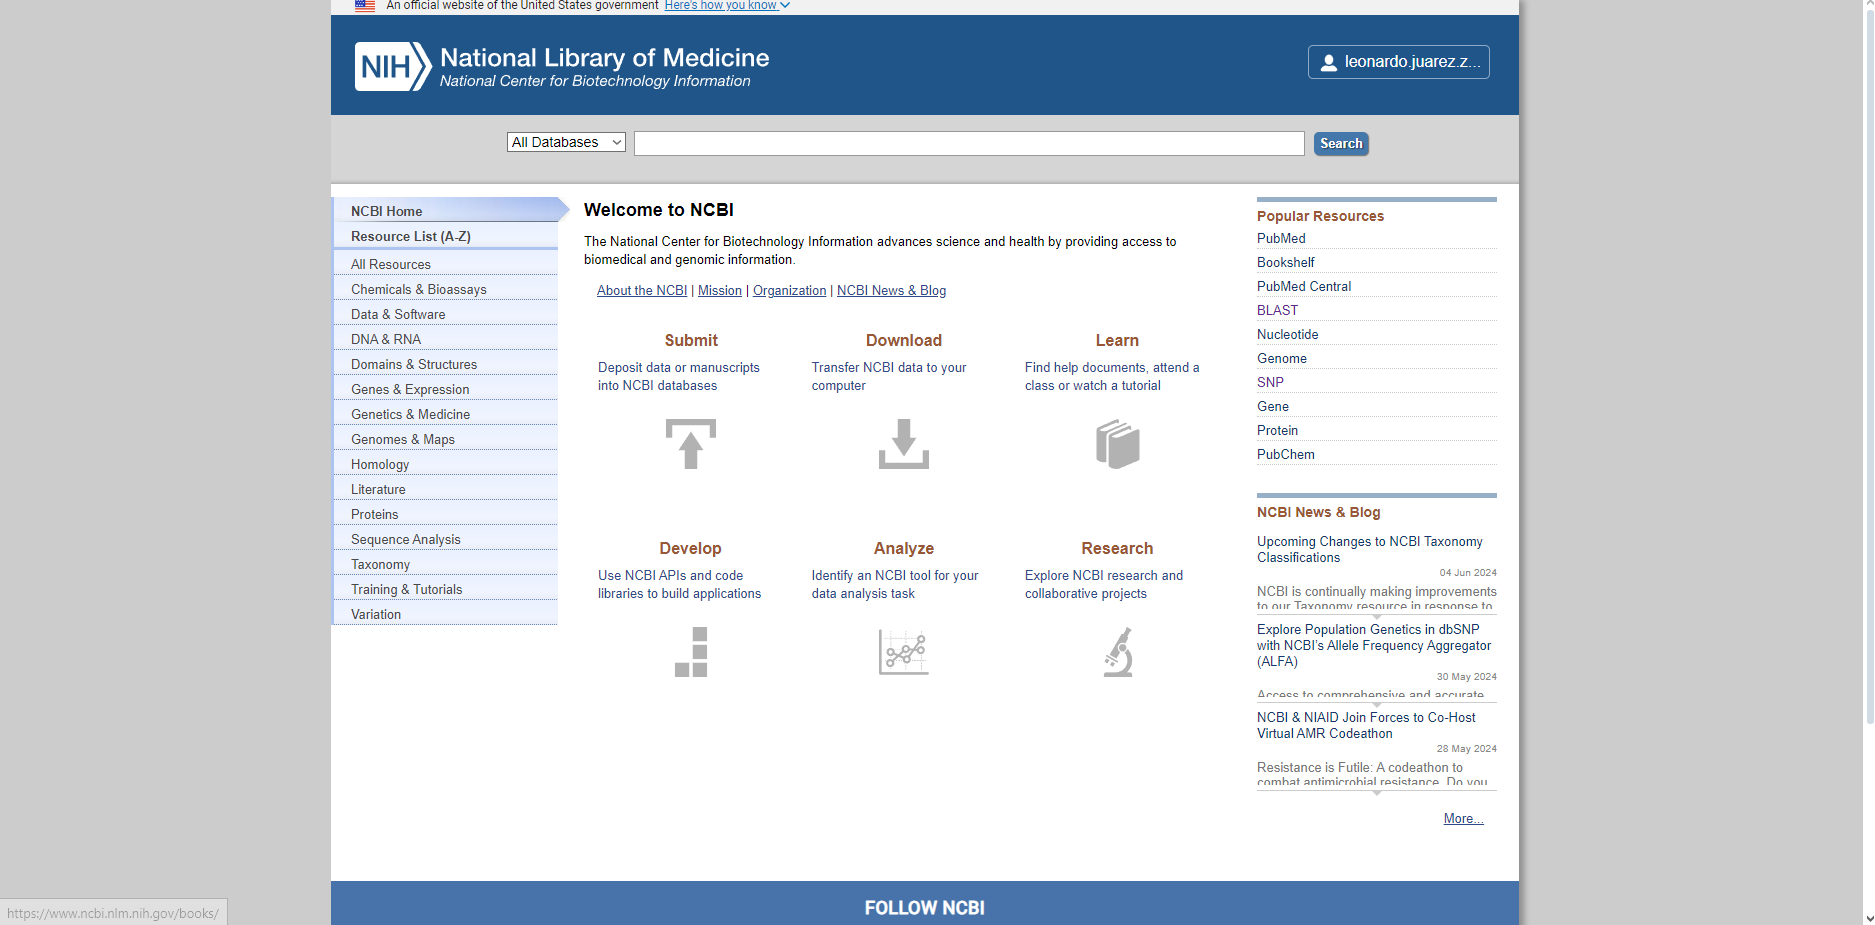 An official website of the United States government Here's how you know
NIH National Library of Medicine
National Center for Biotechnology Information
leonardo.juarez.z...
All Databases
Search
NCBI Home
Resource List (A-Z)
All Resources
Chemicals & Bioassays
Data & Software
DNA & RNA
Domains & Structures
Genes & Expression
Genetics & Medicine
Genomes & Maps
Homology
Literature
Proteins
Sequence Analysis
Taxonomy
Training & Tutorials
Variation
Welcome to NCBI
The National Center for Biotechnology Information advances science and health by providing access to
biomedical and genomic information.
About the NCBI | Mission | Organization | NCBI News & Blog
Submit
Deposit data or manuscripts
into NCBI databases
Download
Transfer NCBI data to your
computer
Learn
Find help documents, attend a
class or watch a tutorial
Develop
Use NCBI APIs and code
libraries to build applications
Analyze
Identify an NCBI tool for your
data analysis task
Research
Explore NCBI research and
collaborative projects
Popular Resources
PubMed
Bookshelf
PubMed Central
BLAST
Nucleotide
Genome
SNP
Gene
Protein
PubChem
NCBI News & Blog
Upcoming Changes to NCBI Taxonomy
Classifications
04 Jun 2024
NCBI is continually making improvements
to our Taxonomy resource in response to
Explore Population Genetics in dbSNP
with NCBI's Allele Frequency Aggregator
(ALFA)
30 May 2024
Access to comprehensive and accurate
NCBI & NIAID Join Forces to Co-Host
Virtual AMR Codeathon
28 May 2024
Resistance is Futile: A codeathon to
combat antimicrobial resistance. Do you
More...
FOLLOW NCBI
https://www.ncbi.nlm.nih.gov/books/